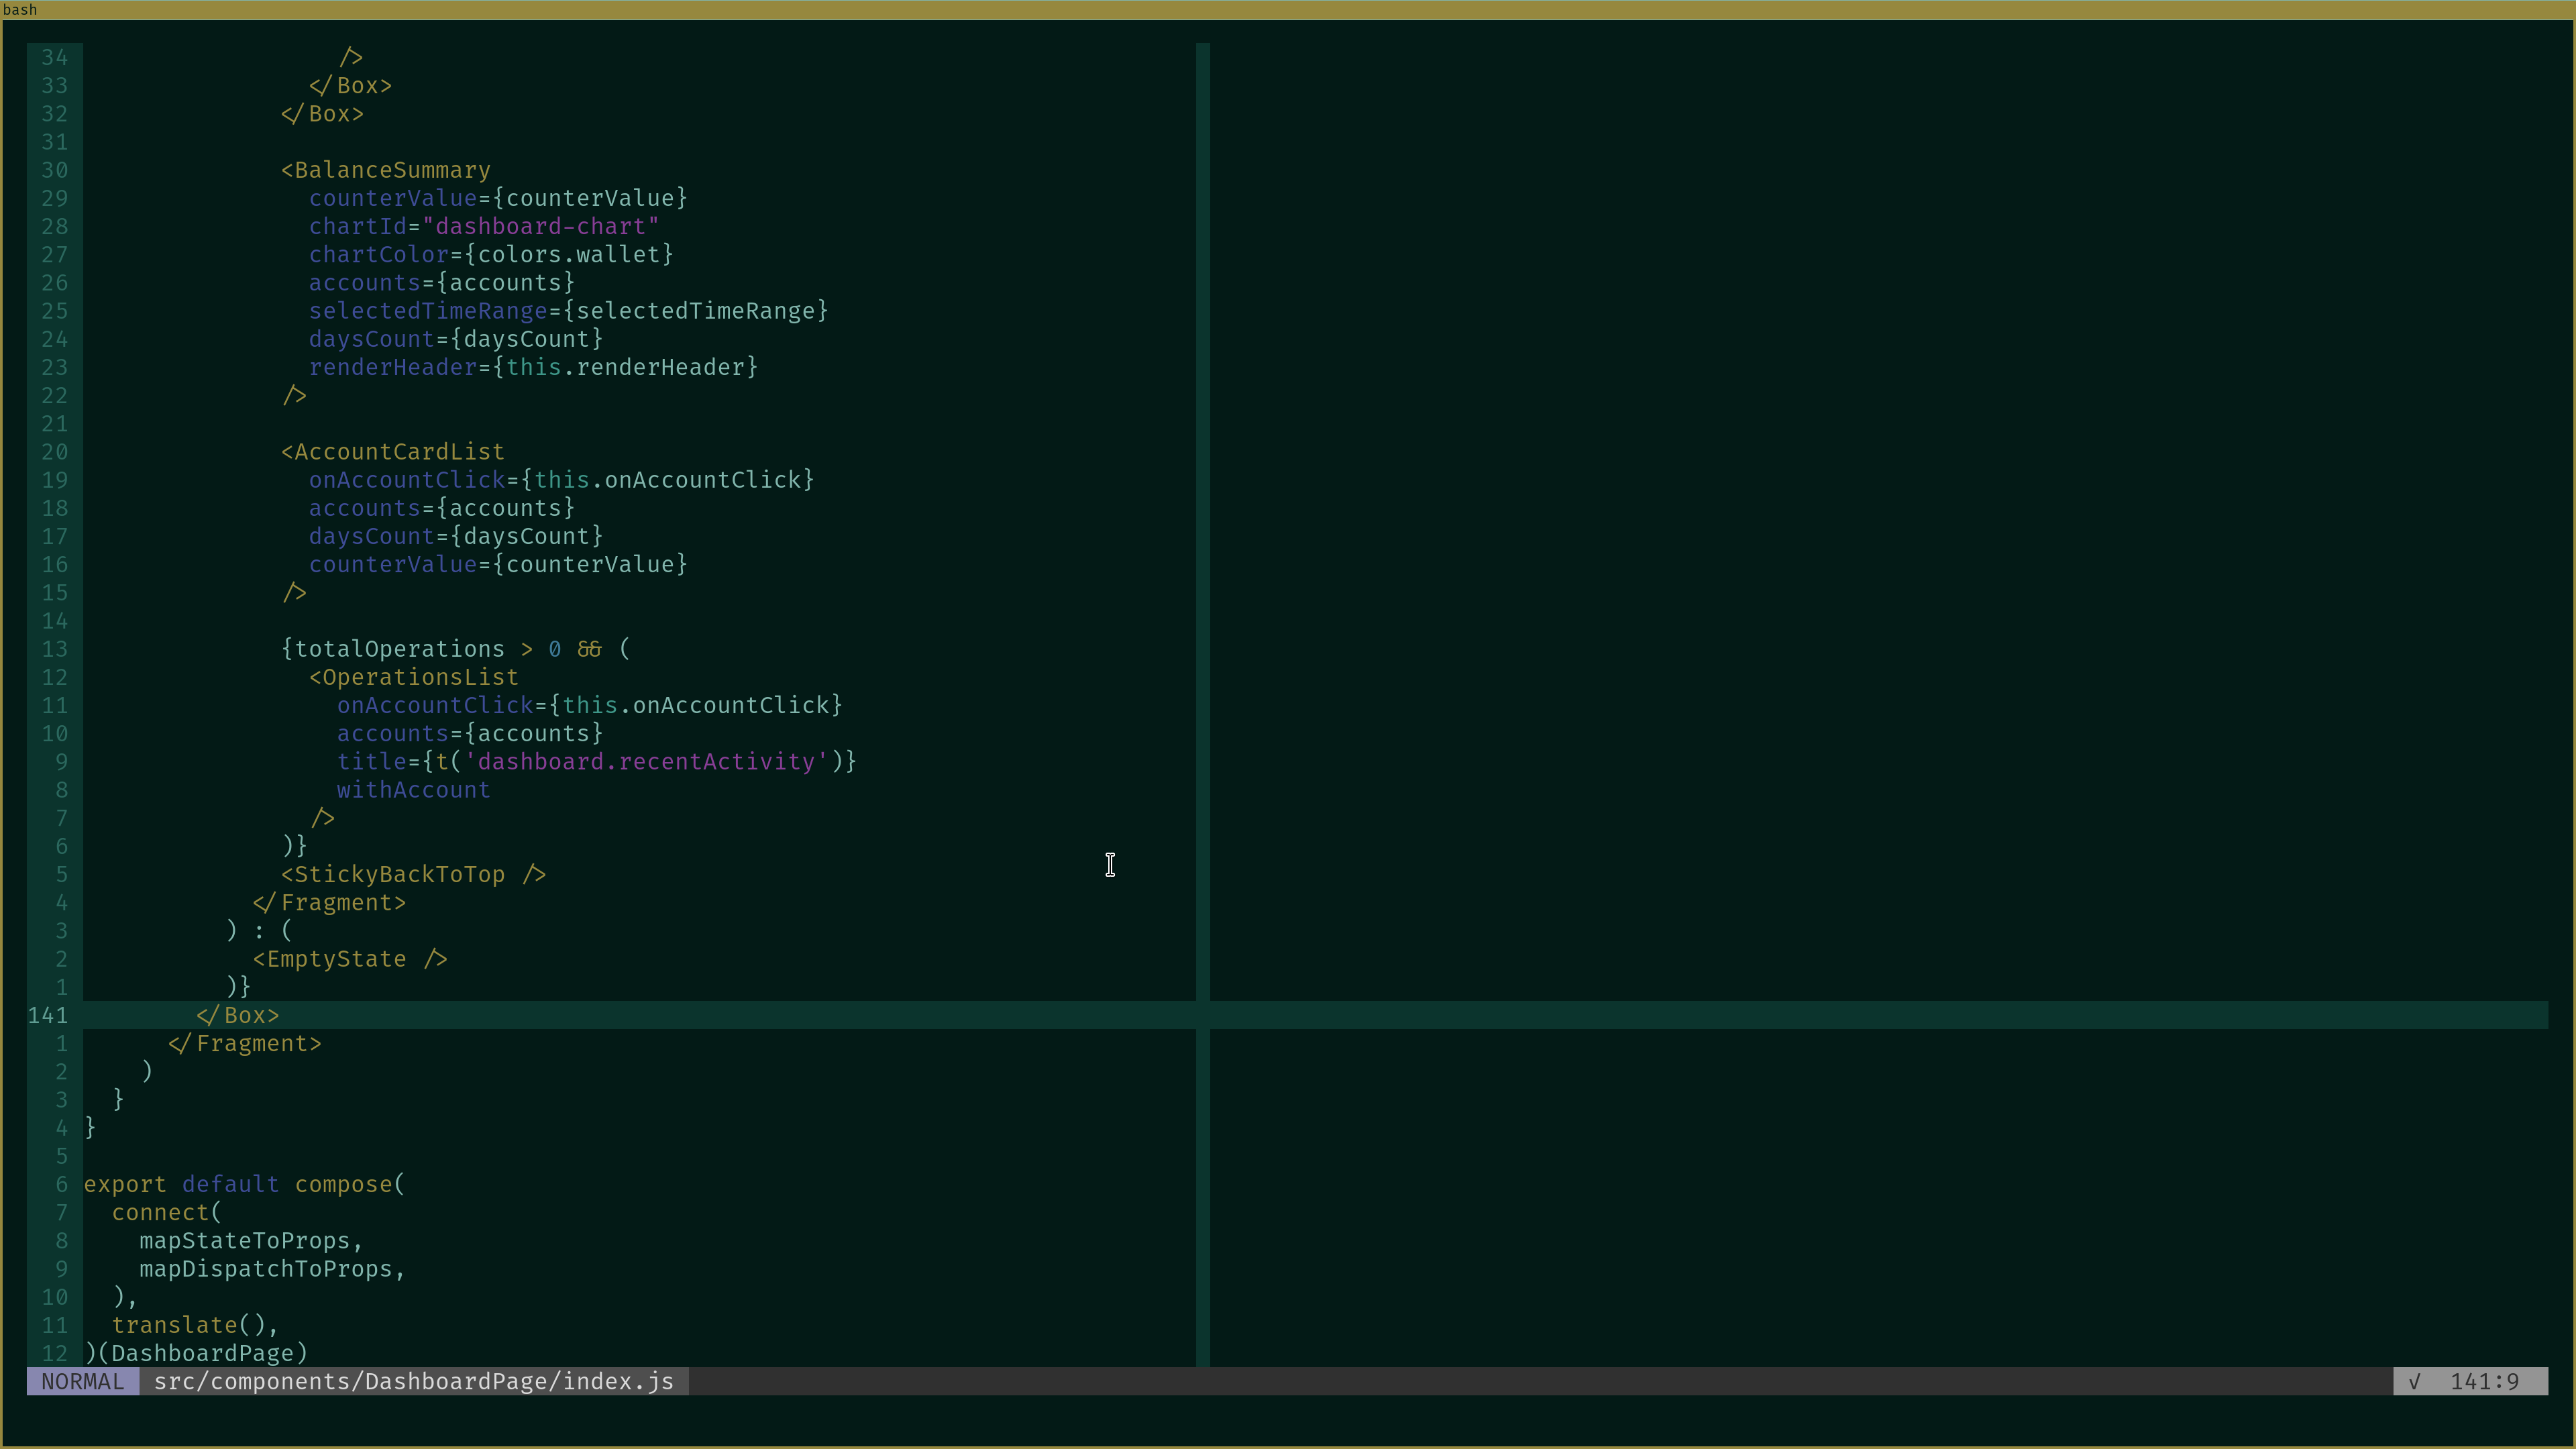 bash
34                   />
33                 </Box>
32               </Box>
31
30               <BalanceSummary
29                 counterValue={counterValue}
28                 chartId="dashboard-chart"
27                 chartColor={colors.wallet}
26                 accounts={accounts}
25                 selectedTimeRange={selectedTimeRange}
24                 daysCount={daysCount}
23                 renderHeader={this.renderHeader}
22               />
21
20               <AccountCardList
19                 onAccountClick={this.onAccountClick}
18                 accounts={accounts}
17                 daysCount={daysCount}
16                 counterValue={counterValue}
15               />
14
13               {totalOperations > 0 && (
12                 <OperationsList
11                   onAccountClick={this.onAccountClick}
10                   accounts={accounts}
9                   title={t('dashboard.recentActivity')}
8                   withAccount
7                 />
6               )}
5               <StickyBackToTop />
4             </Fragment>
3           ) : (
2             <EmptyState />
1           )}
141         </Box>
1       </Fragment>
2     )
3   }
4 }
5
6 export default compose(
7   connect(
8     mapStateToProps,
9     mapDispatchToProps,
10   ),
11   translate(),
12 )(DashboardPage)
NORMAL src/components/DashboardPage/index.js √ 141:9